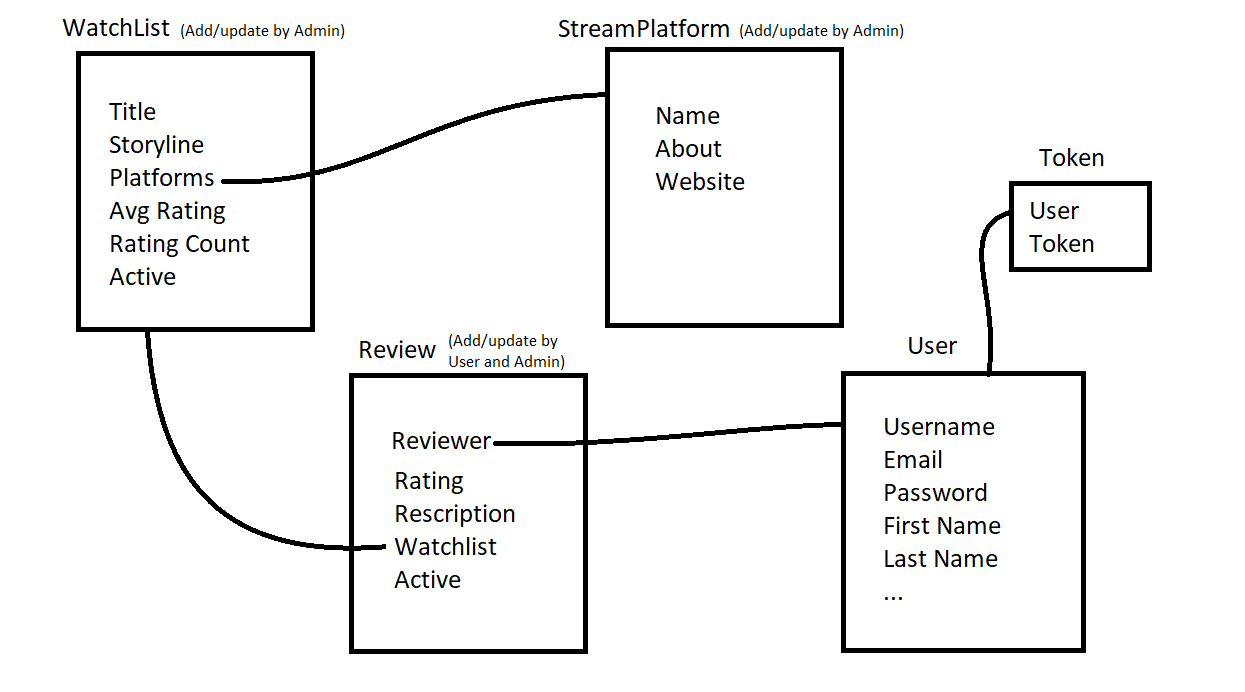 WatchList (Add/update by Admin)
Title
Storyline
Platforms
Avg Rating
Rating Count
Active
StreamPlatform (Add/update by Admin)
Name
About
Website
Token
User
Token
Review (Add/update by
User and Admin)
Reviewer
Rating
Rescription
Watchlist
Active
User
Username
Email
Password
First Name
Last Name
...